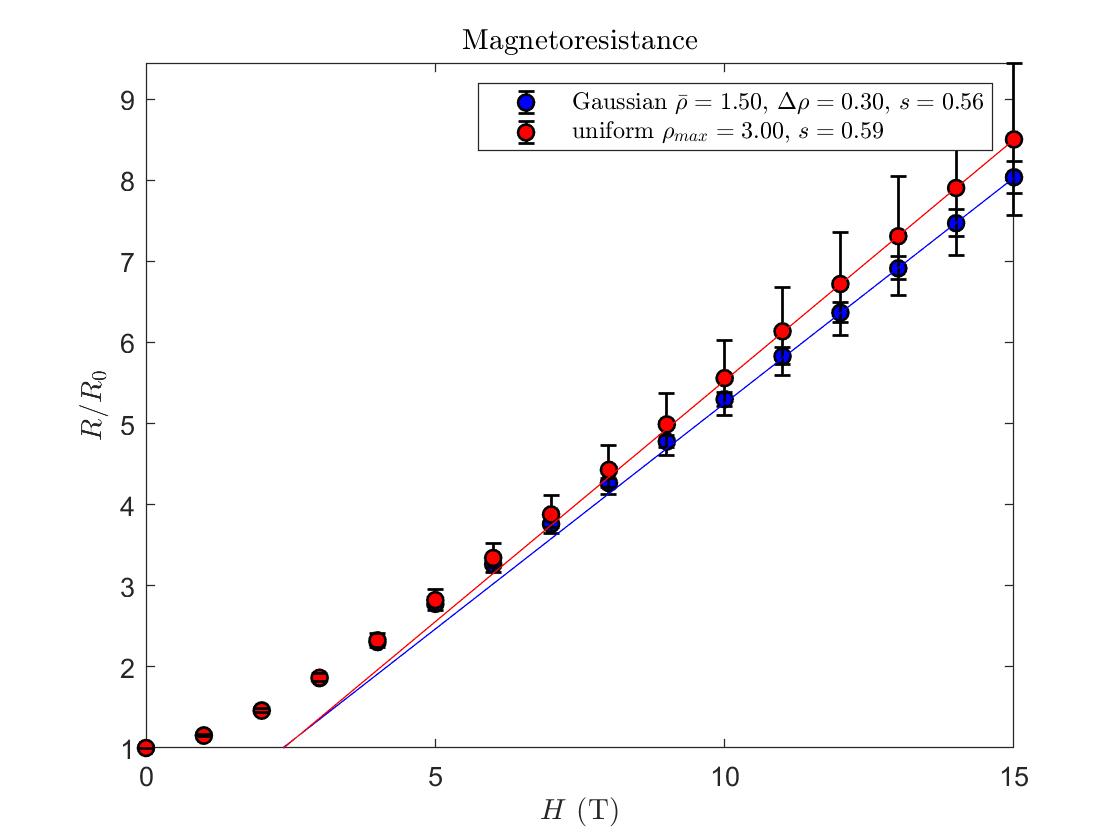 Magnetoresistance
Gaussian ρ̄ = 1.50, Δρ = 0.30, s = 0.56
uniform ρ_max = 3.00, s = 0.59
R/R₀
9
8
7
6
5
4
3
2
1
0 5 10 15
H (T)